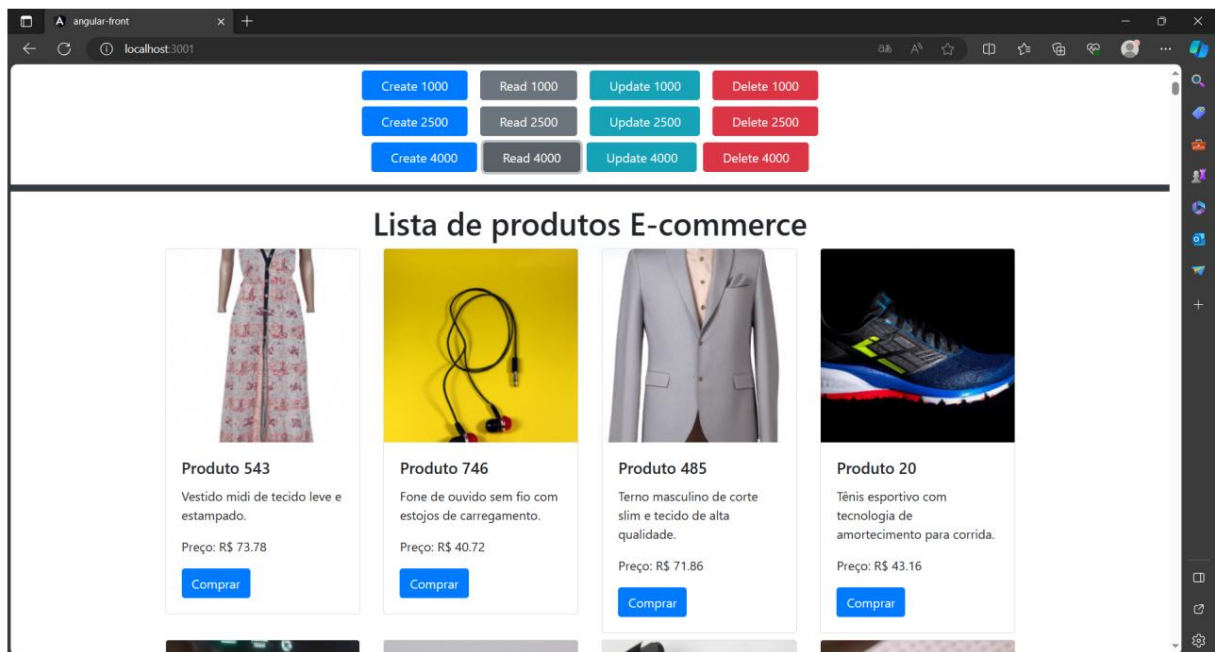 angular-front
localhost:3001
Create 1000 Read 1000 Update 1000 Delete 1000
Create 2500 Read 2500 Update 2500 Delete 2500
Create 4000 Read 4000 Update 4000 Delete 4000
Lista de produtos E-commerce
Produto 543
Vestido midi de tecido leve e
estampado.
Preço: R$ 73.78
Comprar
Produto 746
Fone de ouvido sem fio com
estojos de carregamento.
Preço: R$ 40.72
Comprar
Produto 485
Terno masculino de corte
slim e tecido de alta
qualidade.
Preço: R$ 71.86
Comprar
Produto 20
Tênis esportivo com
tecnologia de
amortecimento para corrida.
Preço: R$ 43.16
Comprar